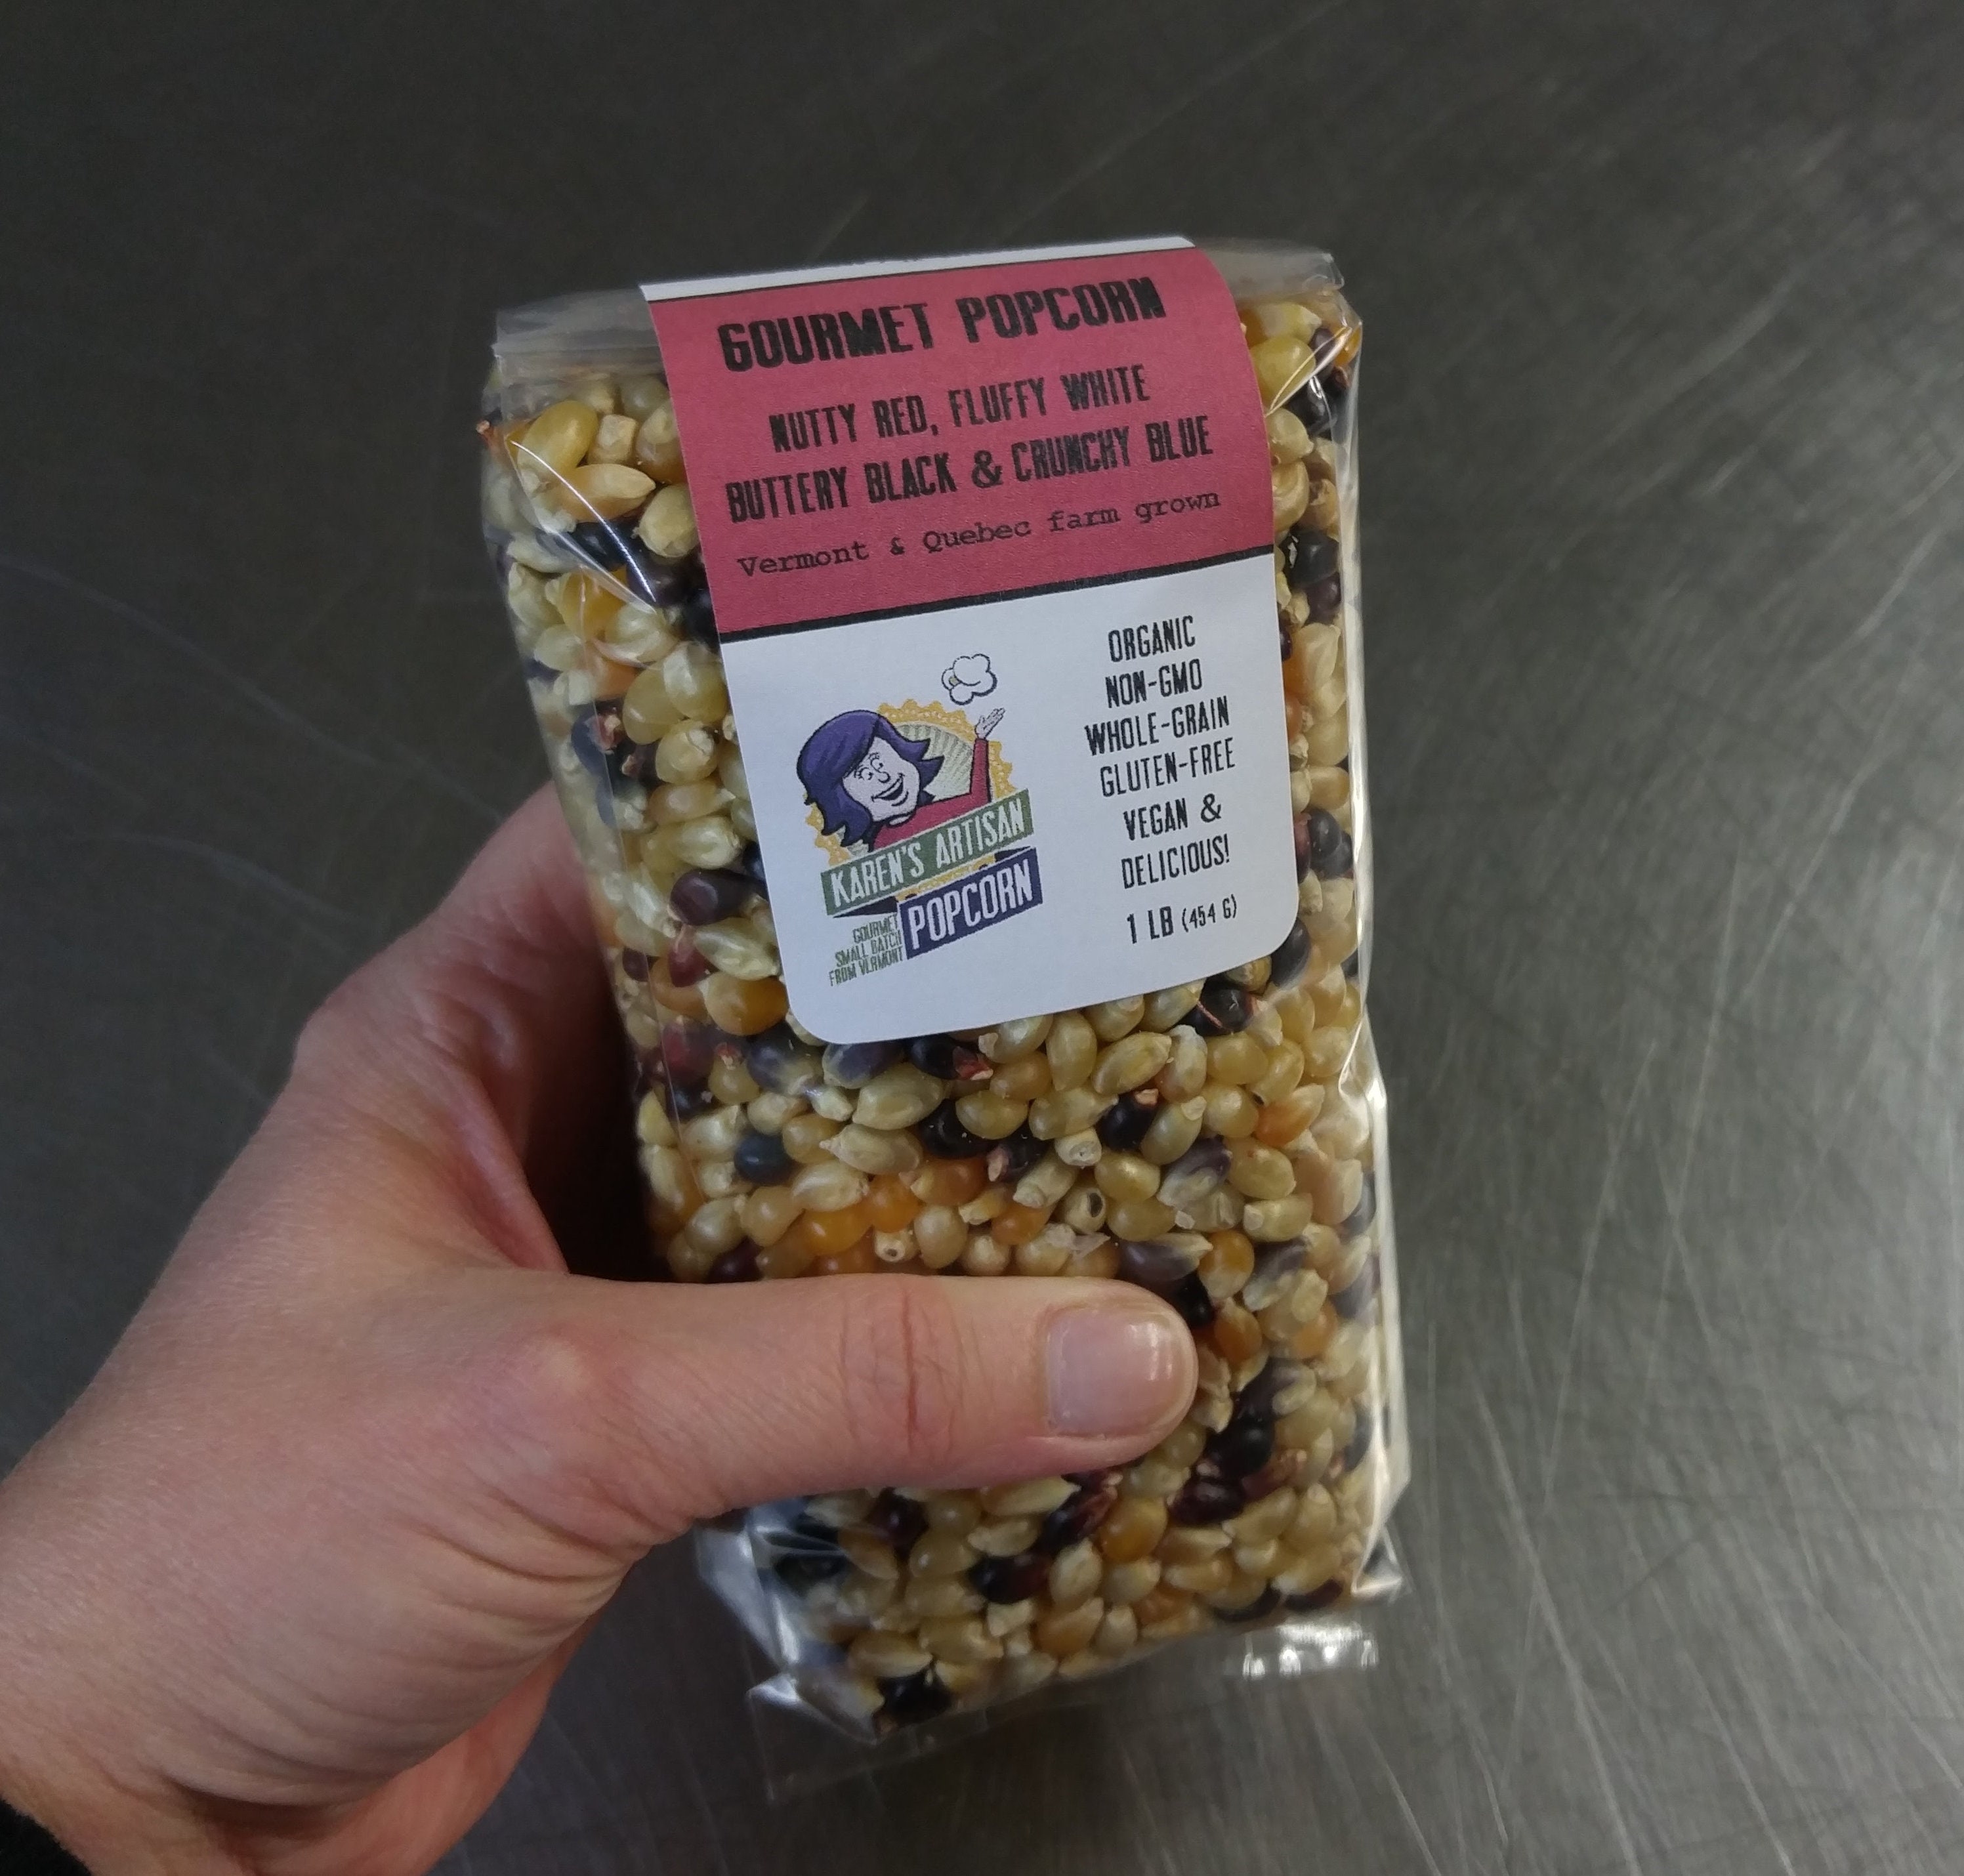 GOURMET POPCORN
NUTTY RED, FLUFFY WHITE
BUTTERY BLACK & CRUNCHY BLUE
Vermont & Quebec farm grown
KAREN'S ARTISAN
POPCORN
GOURMET
SMALL BATCH
FROM VERMONT
ORGANIC
NON-GMO
WHOLE-GRAIN
GLUTEN-FREE
VEGAN &
DELICIOUS!
1 LB (454 G)